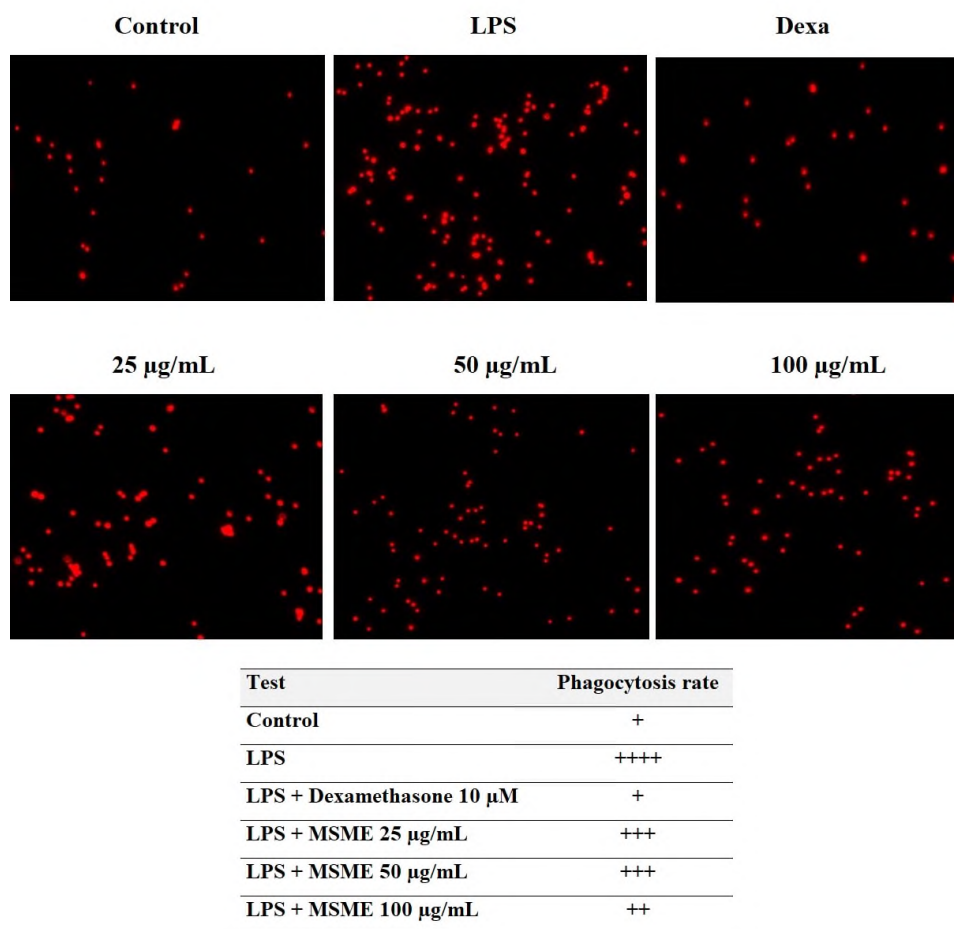 Control LPS Dexa
25 µg/mL 50 µg/mL 100 µg/mL
Test Phagocytosis rate
Control +
LPS ++++
LPS + Dexamethasone 10 µM +
LPS + MSME 25 µg/mL +++
LPS + MSME 50 µg/mL +++
LPS + MSME 100 µg/mL ++